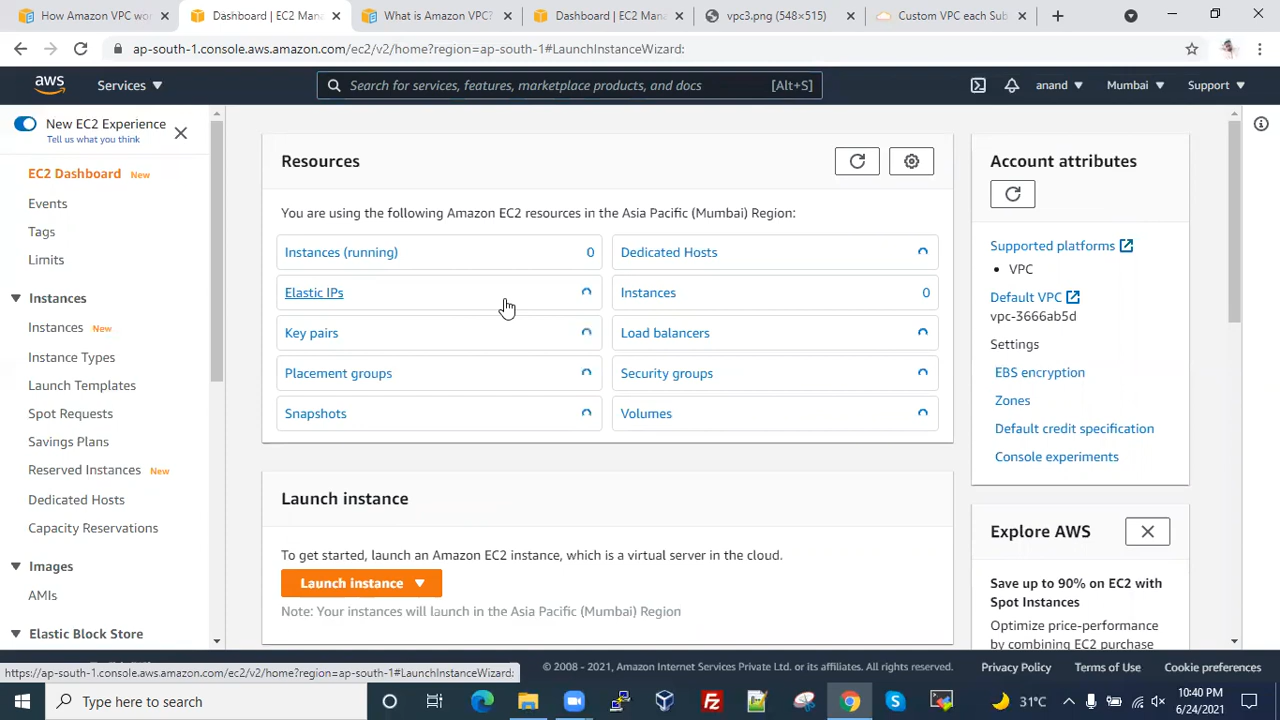 How Amazon VPC wor
Dashboard | EC2 Mana
What is Amazon VPC?
Dashboard | EC2 Mana
vpc3.png (548×515)
Custom VPC each Sub
ap-south-1.console.aws.amazon.com/ec2/v2/home?region=ap-south-1#LaunchInstanceWizard:
aws
Services
Search for services, features, marketplace products, and docs
[Alt+S]
anand
Mumbai
Support
New EC2 Experience
Tell us what you think
EC2 Dashboard New
Events
Tags
Limits
Instances
Instances New
Instance Types
Launch Templates
Spot Requests
Savings Plans
Reserved Instances New
Dedicated Hosts
Capacity Reservations
Images
AMIs
Elastic Block Store
Resources
You are using the following Amazon EC2 resources in the Asia Pacific (Mumbai) Region:
Instances (running) 0
Dedicated Hosts
Elastic IPs
Instances 0
Key pairs
Load balancers
Placement groups
Security groups
Snapshots
Volumes
Launch instance
To get started, launch an Amazon EC2 instance, which is a virtual server in the cloud.
Launch instance
Note: Your instances will launch in the Asia Pacific (Mumbai) Region
Account attributes
Supported platforms
VPC
Default VPC
vpc-3666ab5d
Settings
EBS encryption
Zones
Default credit specification
Console experiments
Explore AWS
Save up to 90% on EC2 with
Spot Instances
Optimize price-performance
by combining EC2 purchase
https://ap-south-1.console.aws.amazon.com/ec2/v2/home?region=ap-south-1#LaunchInstanceWizard:
© 2008 - 2021, Amazon Internet Services Private Ltd. or its affiliates. All rights reserved.
Privacy Policy
Terms of Use
Cookie preferences
Type here to search
31°C
10:40 PM
6/24/2021